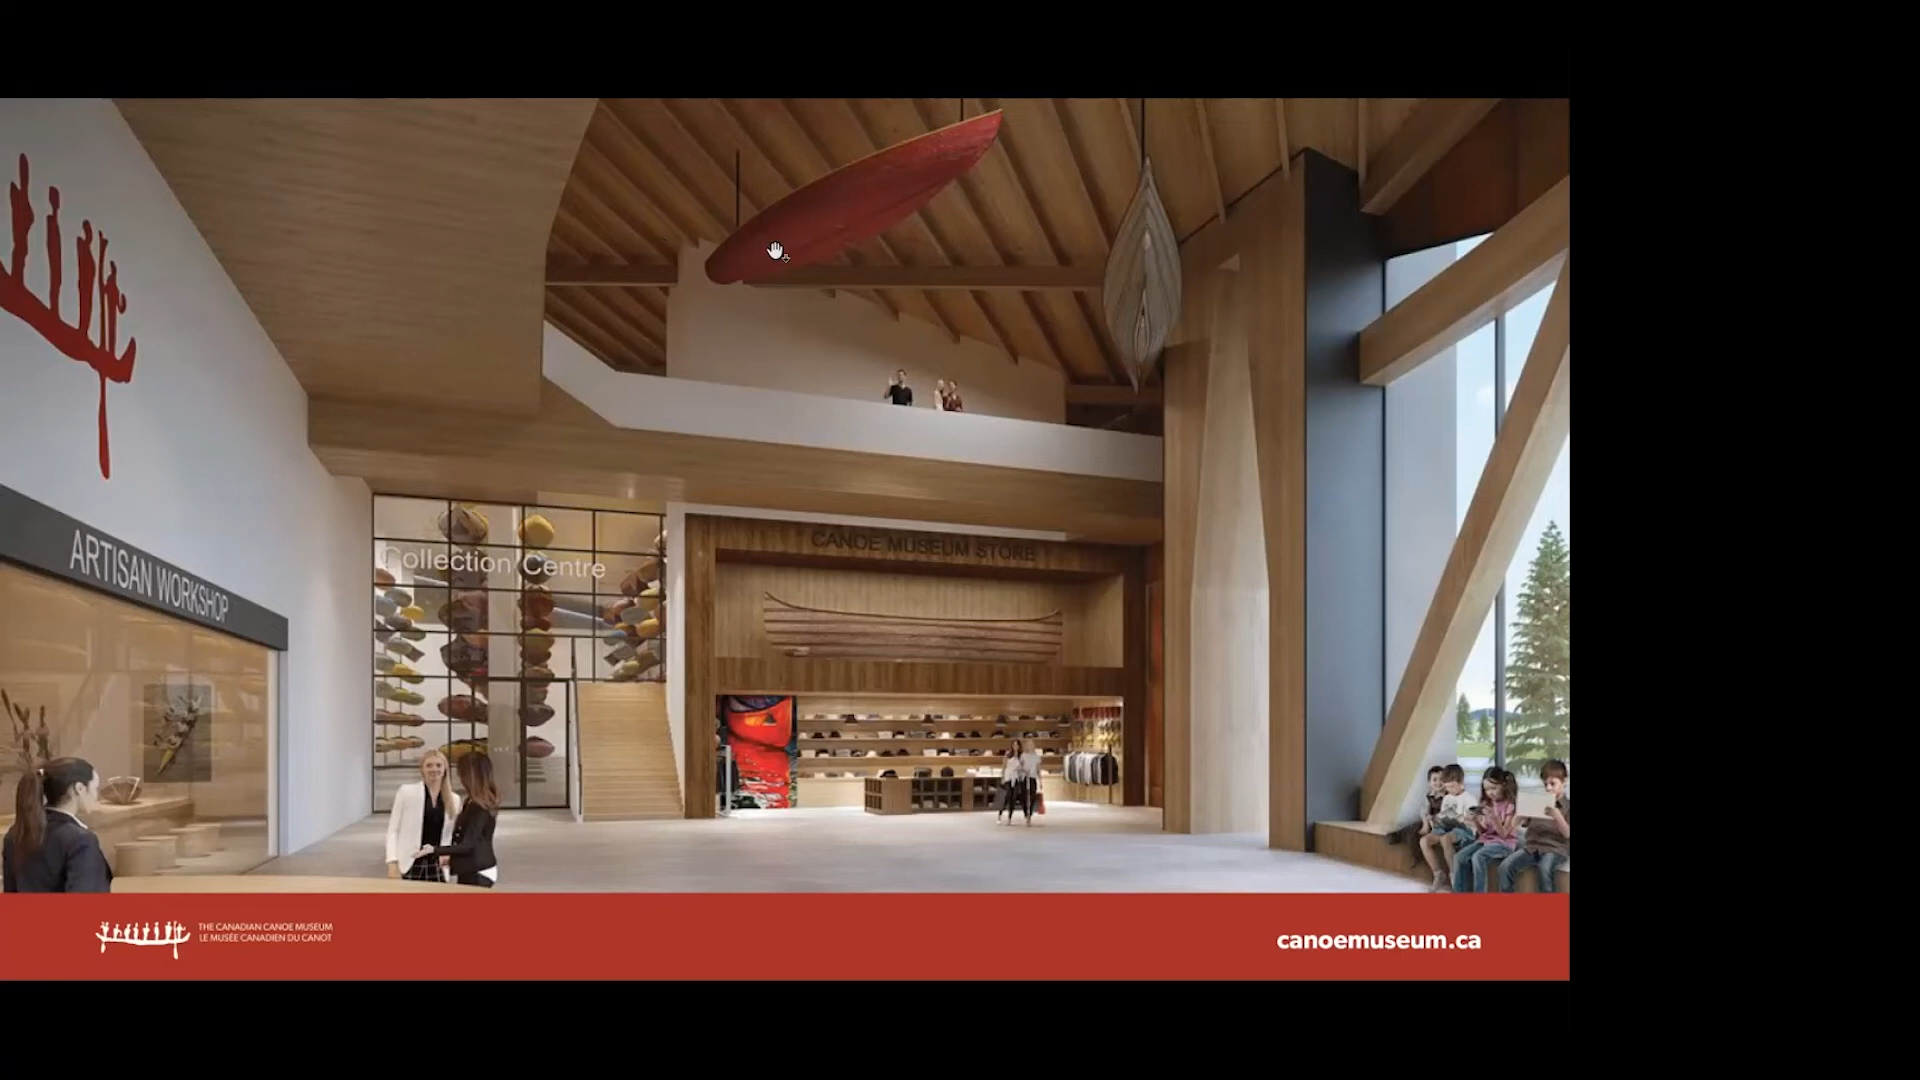 ARTISAN WORKSHOP
Collection Centre
CANOE MUSEUM STORE
THE CANADIAN CANOE MUSEUM
LE MUSÉE CANADIEN DU CANOT
canoemuseum.ca